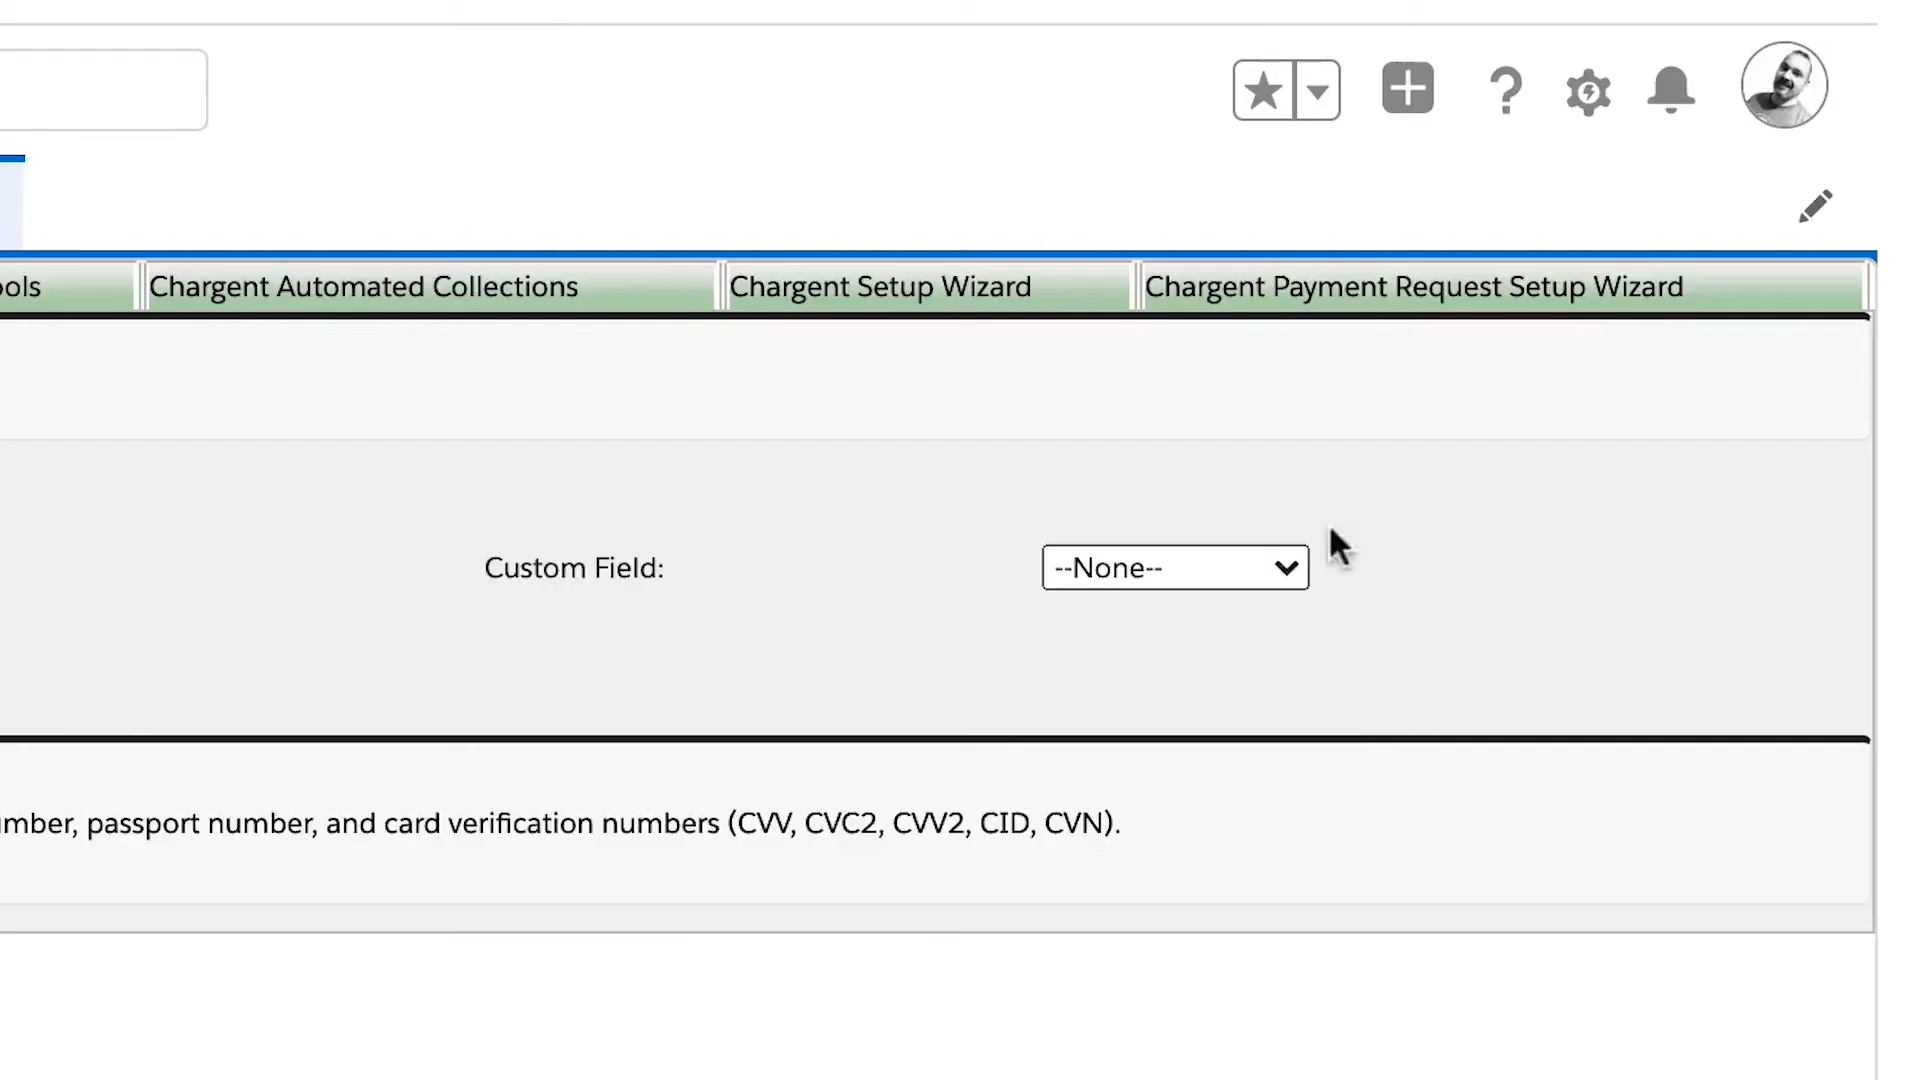 ols
Chargent Automated Collections
Chargent Setup Wizard
Chargent Payment Request Setup Wizard
Custom Field:
--None--
mber, passport number, and card verification numbers (CVV, CVC2, CVV2, CID, CVN).